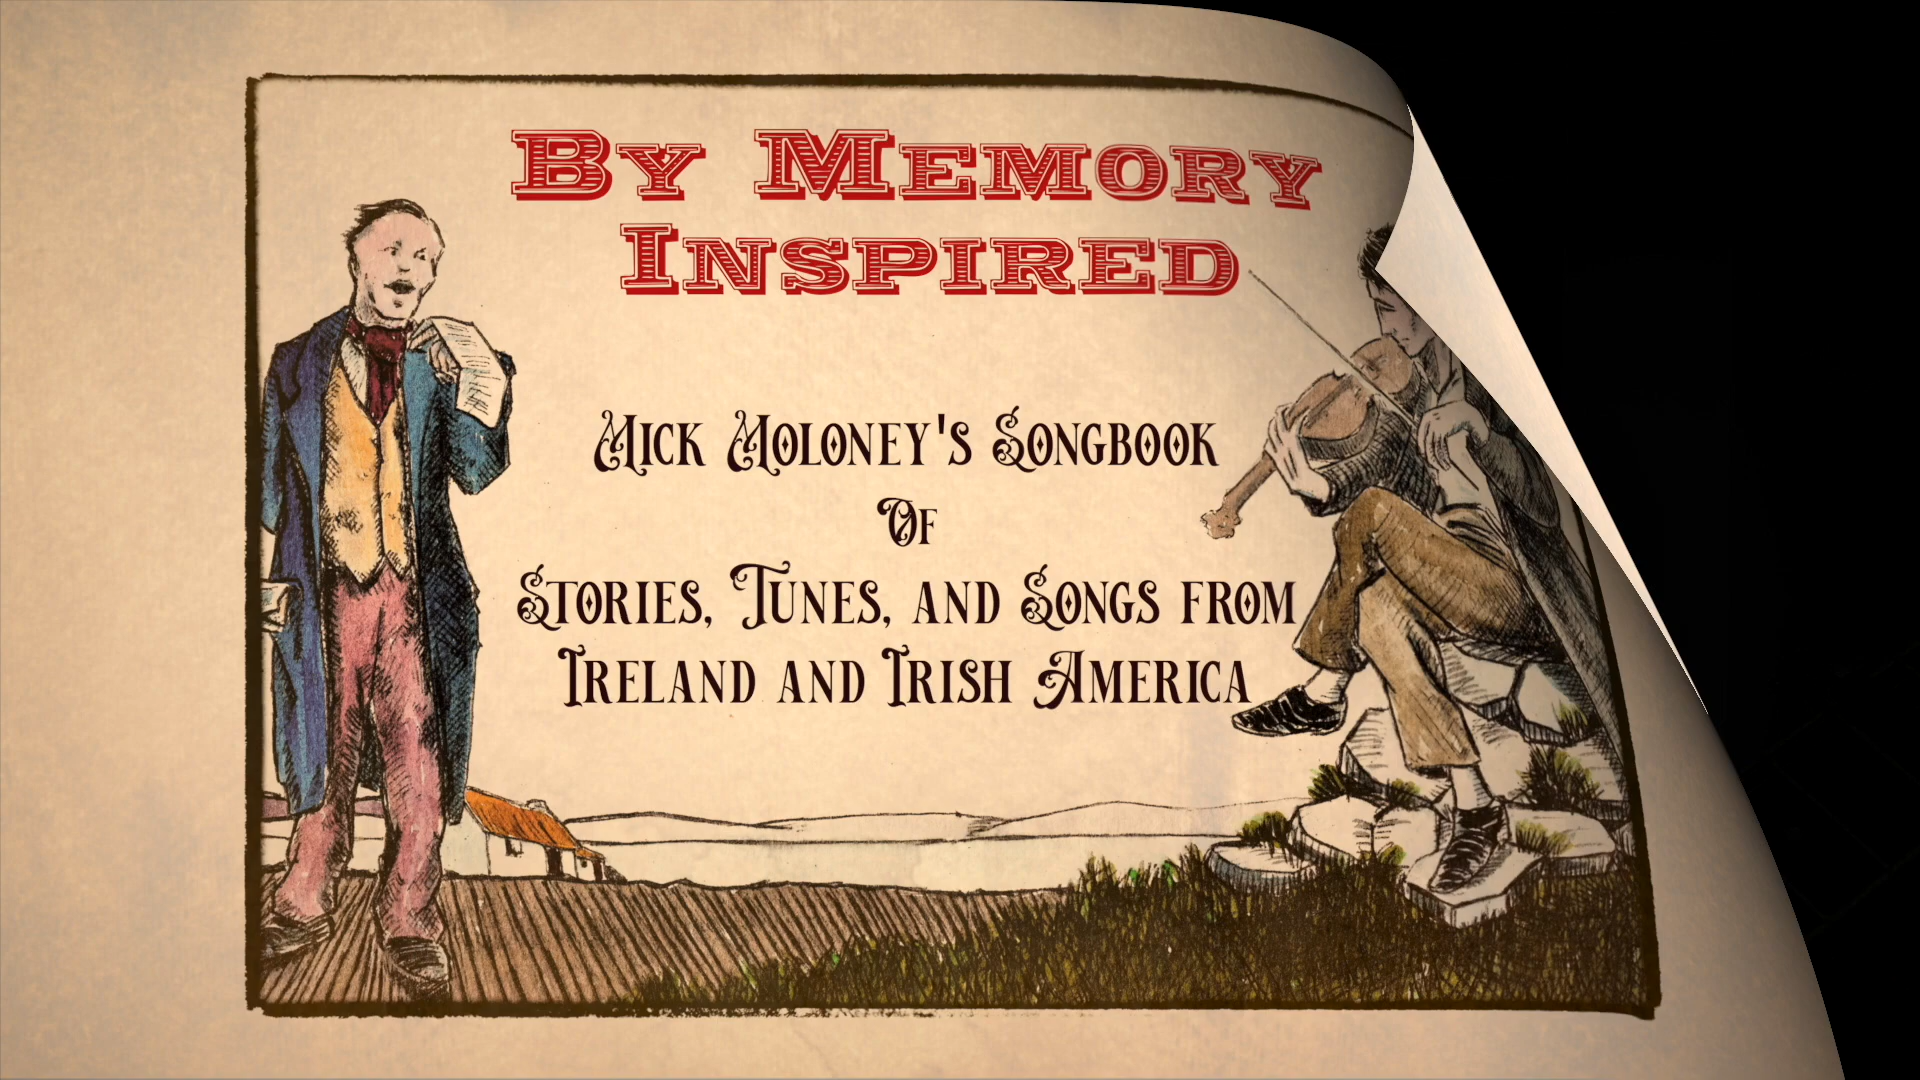 By Memory
Inspired
Mick Moloney's Songbook
Of
Stories, Tunes, and Songs from
Ireland and Irish America